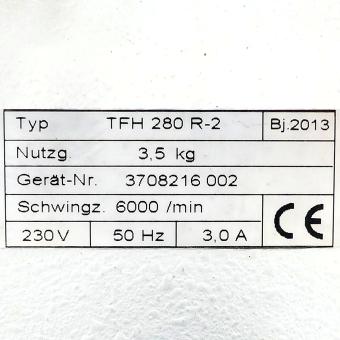 Typ TFH 280 R-2 Bj.2013
Nutzg. 3,5 kg
Gerät-Nr. 3708216 002
Schwingz. 6000 /min
230 V 50 Hz 3,0 A CE